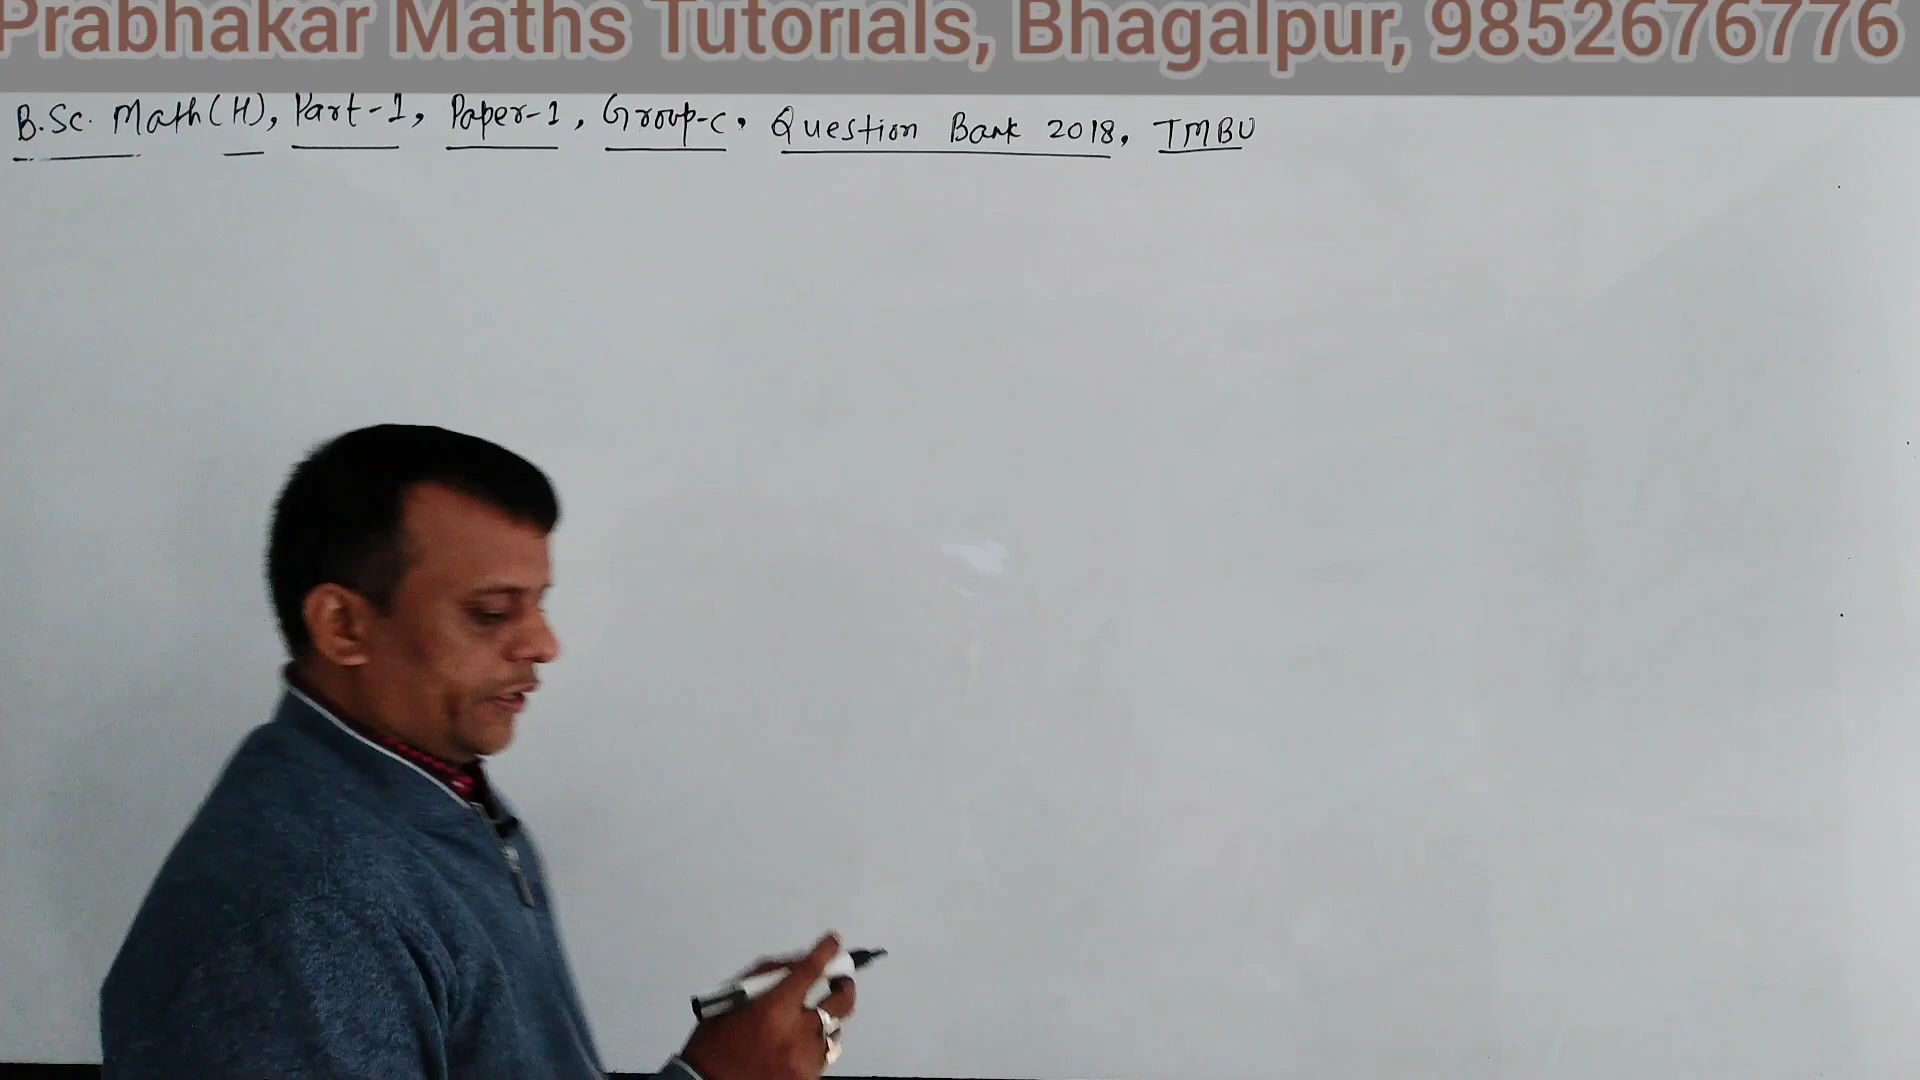 Prabhakar Maths Tutorials, Bhagalpur, 9852676776
B.Sc. Math(H), Part-1, Paper-1, Group-C, Question Bank 2018, TMBU